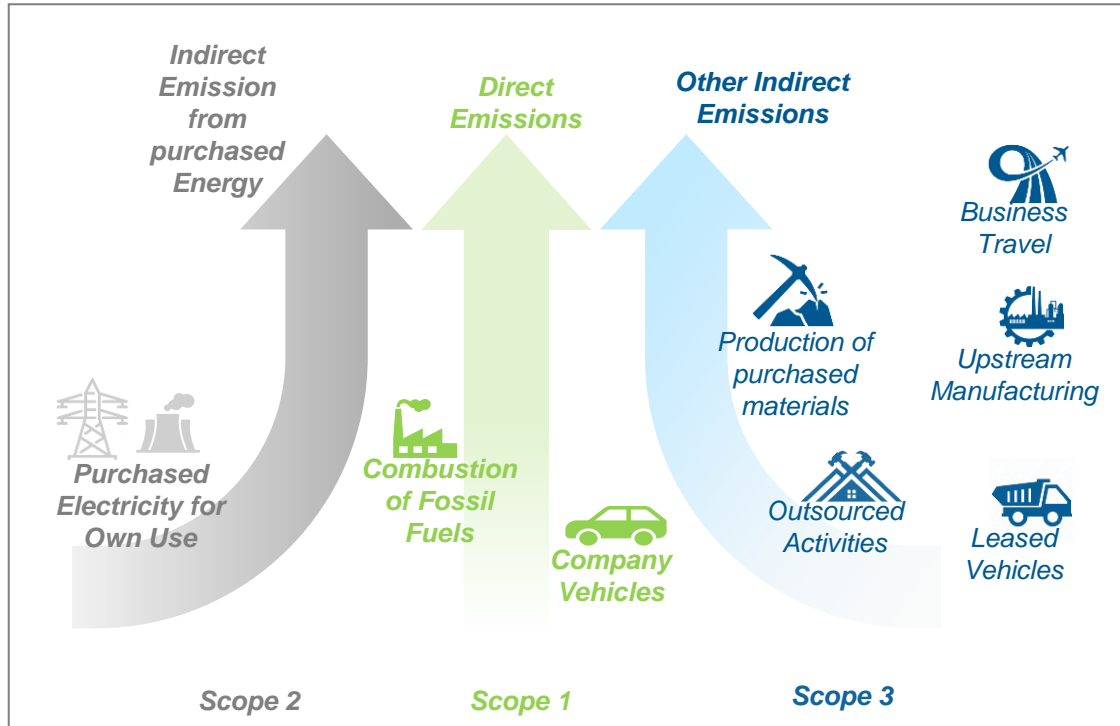 Indirect
Emission
from
purchased
Energy
Direct
Emissions
Other Indirect
Emissions
Business
Travel
Production of
purchased
materials
Upstream
Manufacturing
Purchased
Electricity for
Own Use
Combustion
of Fossil
Fuels
Company
Vehicles
Outsourced
Activities
Leased
Vehicles
Scope 2
Scope 1
Scope 3